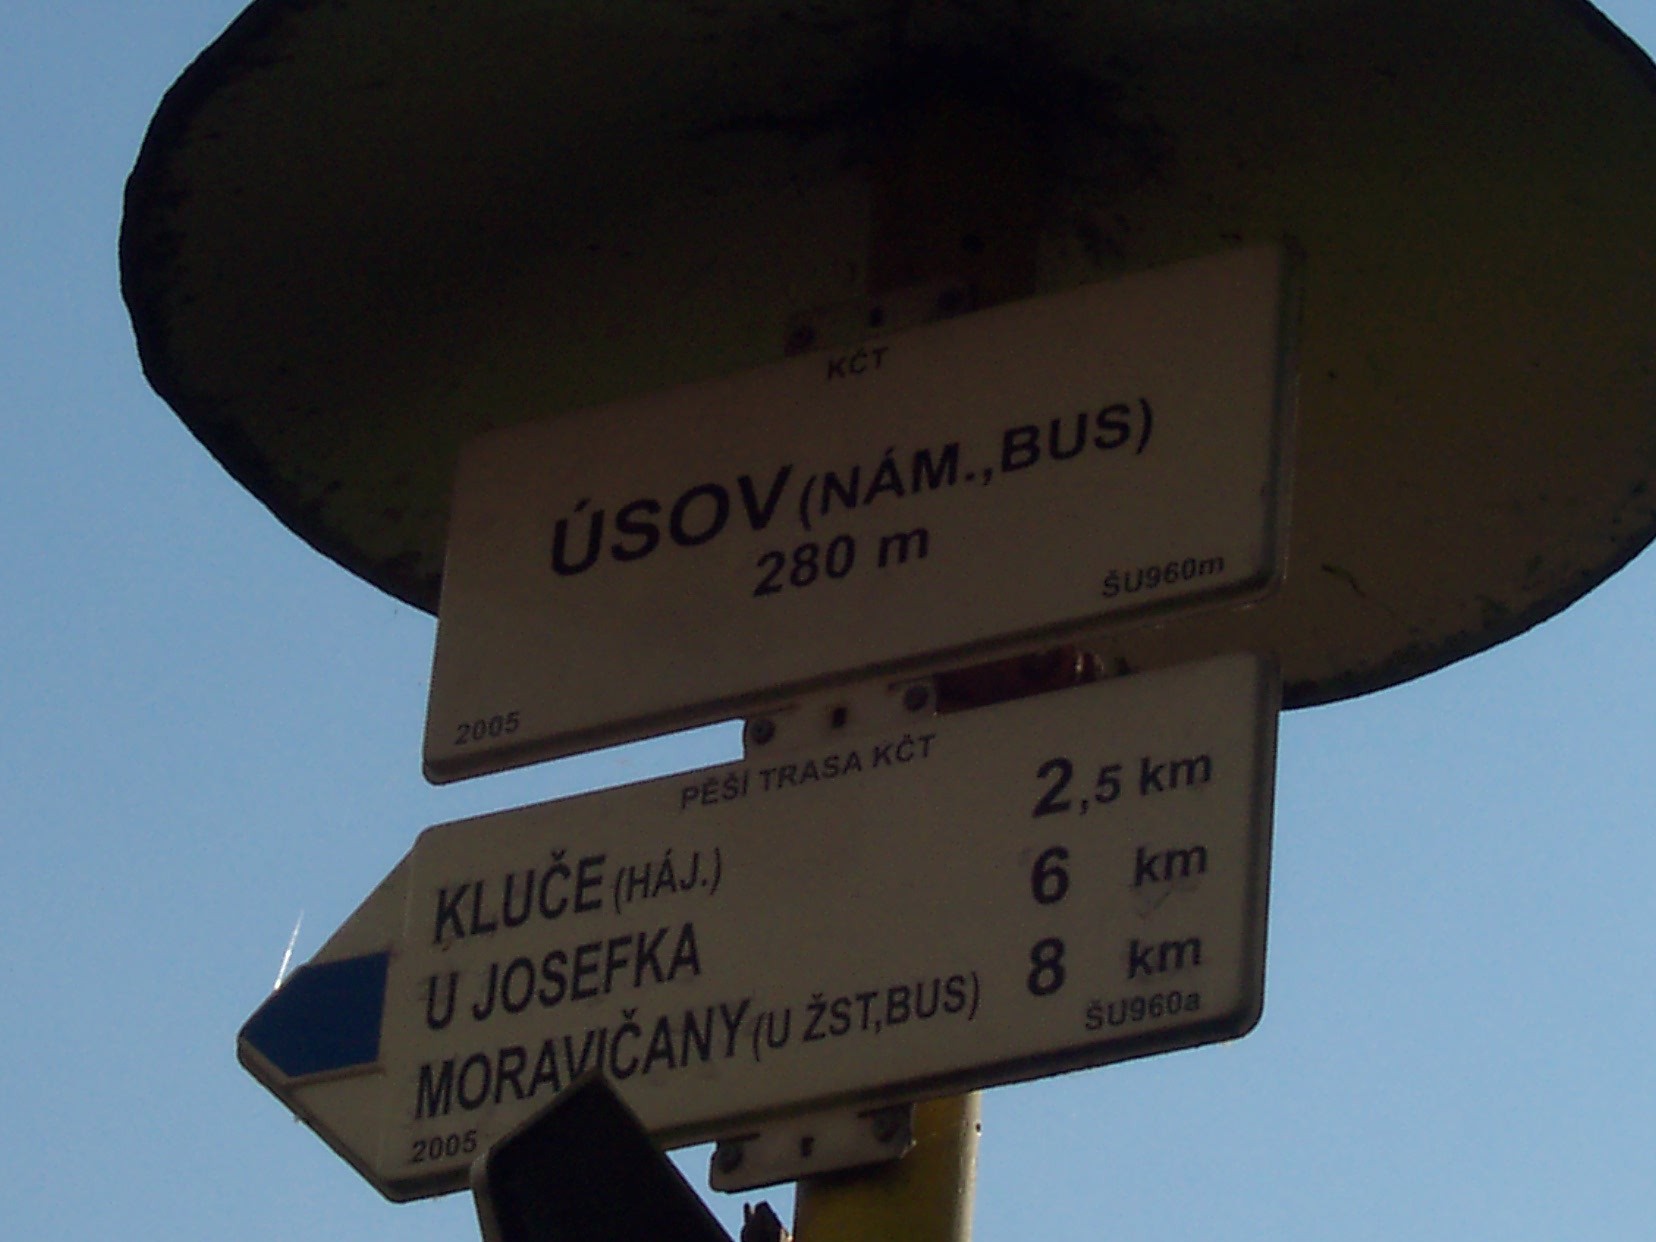 KČT
ÚSOV (NÁM.,BUS)
280 m
ŠU960m
2005
PĚŠÍ TRASA KČT
KLUČE (HÁJ.) 2,5 km
U JOSEFKA 6 km
MORAVIČANY (U ŽST,BUS) 8 km
2005 ŠU960a